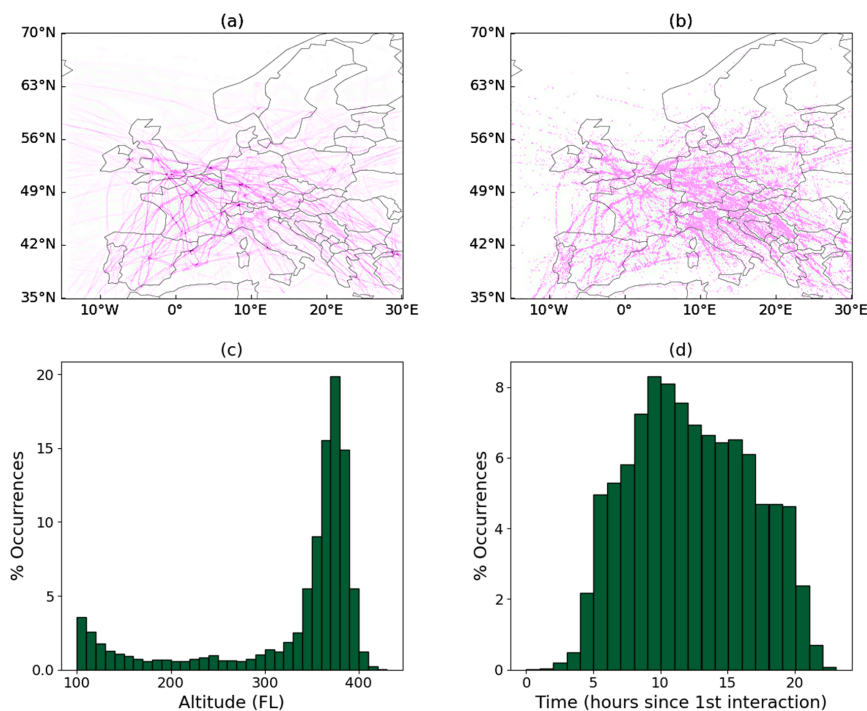 (a)
(b)
70°N
63°N
56°N
49°N
42°N
35°N
10°W
0°
10°E
20°E
30°E
70°N
63°N
56°N
49°N
42°N
35°N
10°W
0°
10°E
20°E
30°E
(c)
(d)
20
15
10
5
0.0
% Occurrences
100
200
300
400
Altitude (FL)
8
6
4
2
0
% Occurrences
0
5
10
15
20
Time (hours since 1st interaction)